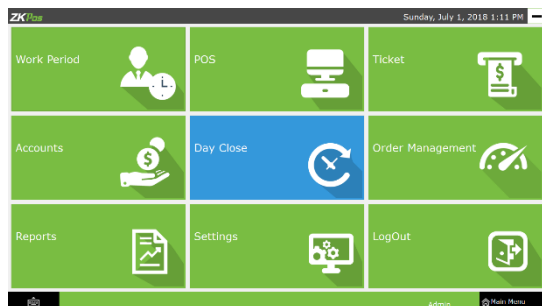 ZKPos
Sunday, July 1, 2018 1:11 PM
Work Period
POS
Ticket
$
Accounts
$
Day Close
Order Management
Reports
Settings
LogOut
Admin
Main Menu